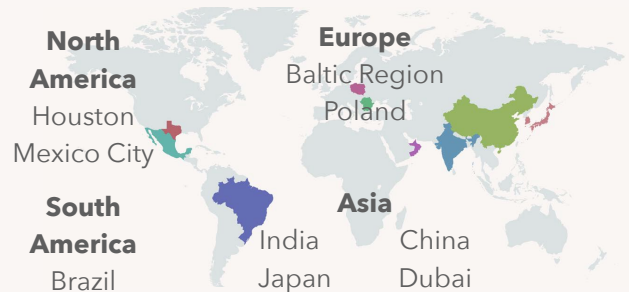 North
America
Houston
Mexico City
Europe
Baltic Region
Poland
South
America
Brazil
Asia
India
China
Japan
Dubai